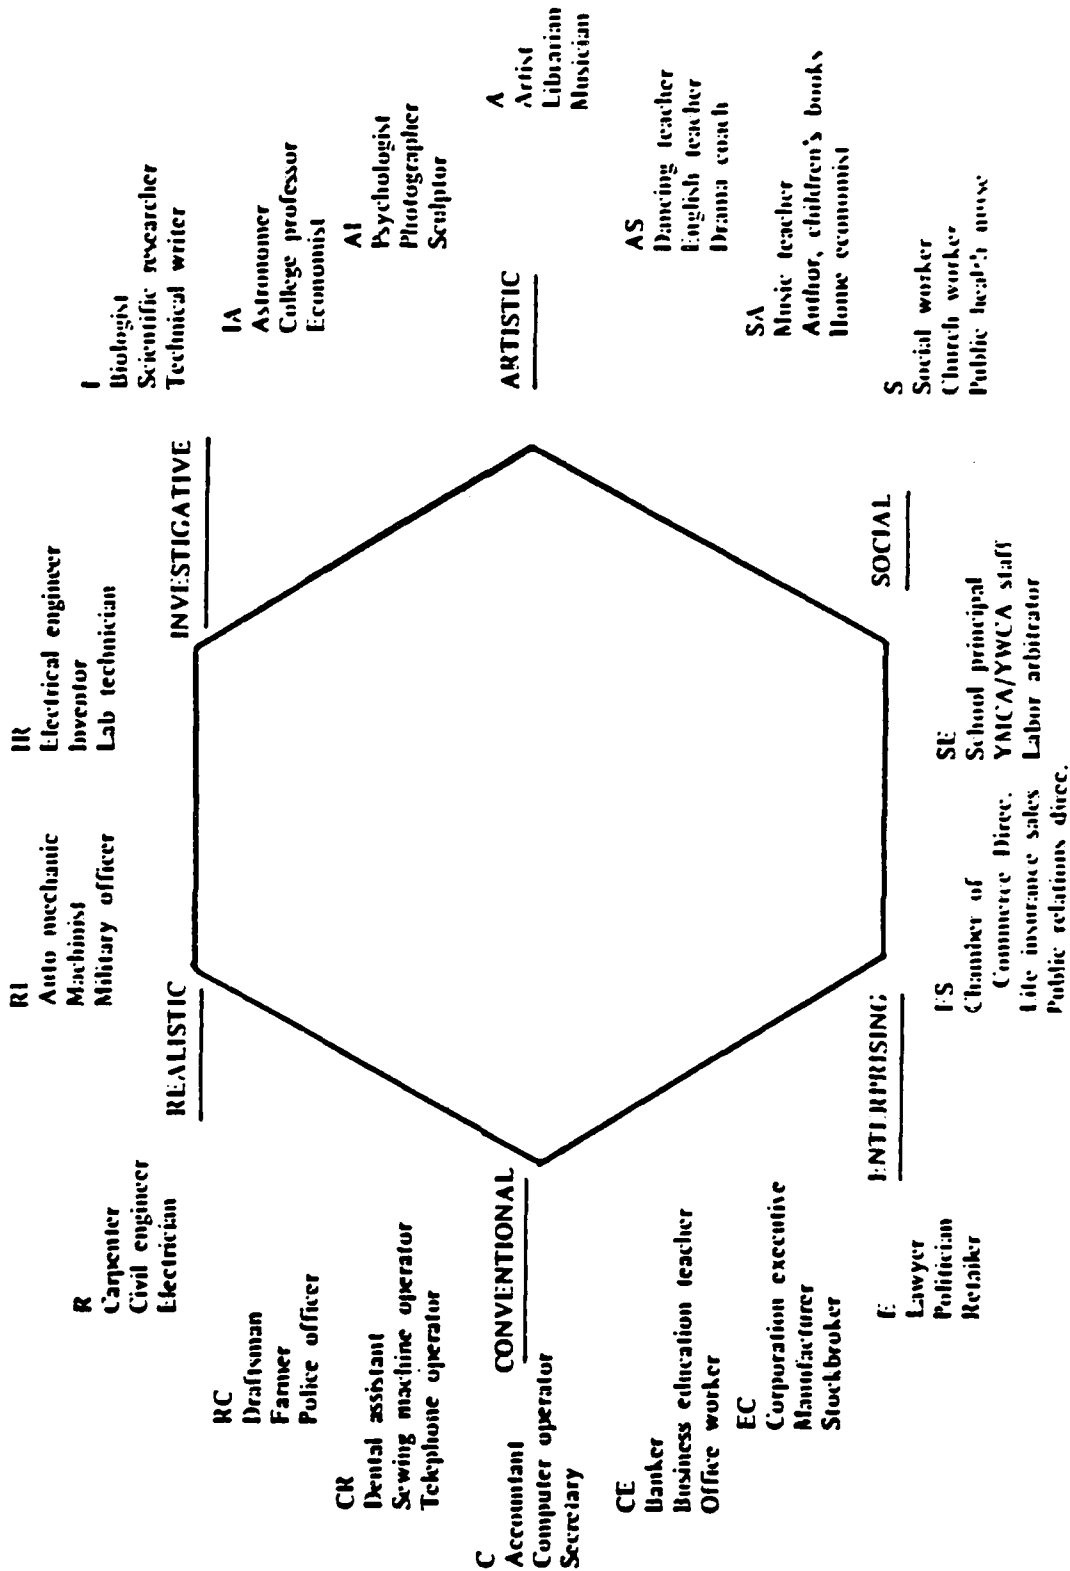 RI
Auto mechanic
Machinist
Military officer
IR
Electrical engineer
Inventor
Lab technician
R
Carpenter
Civil engineer
Electrician
REALISTIC
INVESTIGATIVE
I
Biologist
Scientific researcher
Technical writer
RC
Draftsman
Farmer
Police officer
IA
Astronomer
College professor
Economist
CR
Dental assistant
Sewing machine operator
Telephone operator
AI
Psychologist
Photographer
Sculptor
C
Accountant
Computer operator
Secretary
CONVENTIONAL
ARTISTIC
A
Artist
Librarian
Musician
CE
Banker
Business education teacher
Office worker
AS
Dancing teacher
English teacher
Drama coach
EC
Corporation executive
Manufacturer
Stockbroker
SA
Music teacher
Author, children's books
Home economist
E
Lawyer
Politician
Retailer
ENTERPRISING
SOCIAL
S
Social worker
Church worker
Public health nurse
ES
Chamber of
Commerce Direc.
Life insurance sales
Public relations direc.
SE
School principal
YMCA/YWCA staff
Labor arbitrator